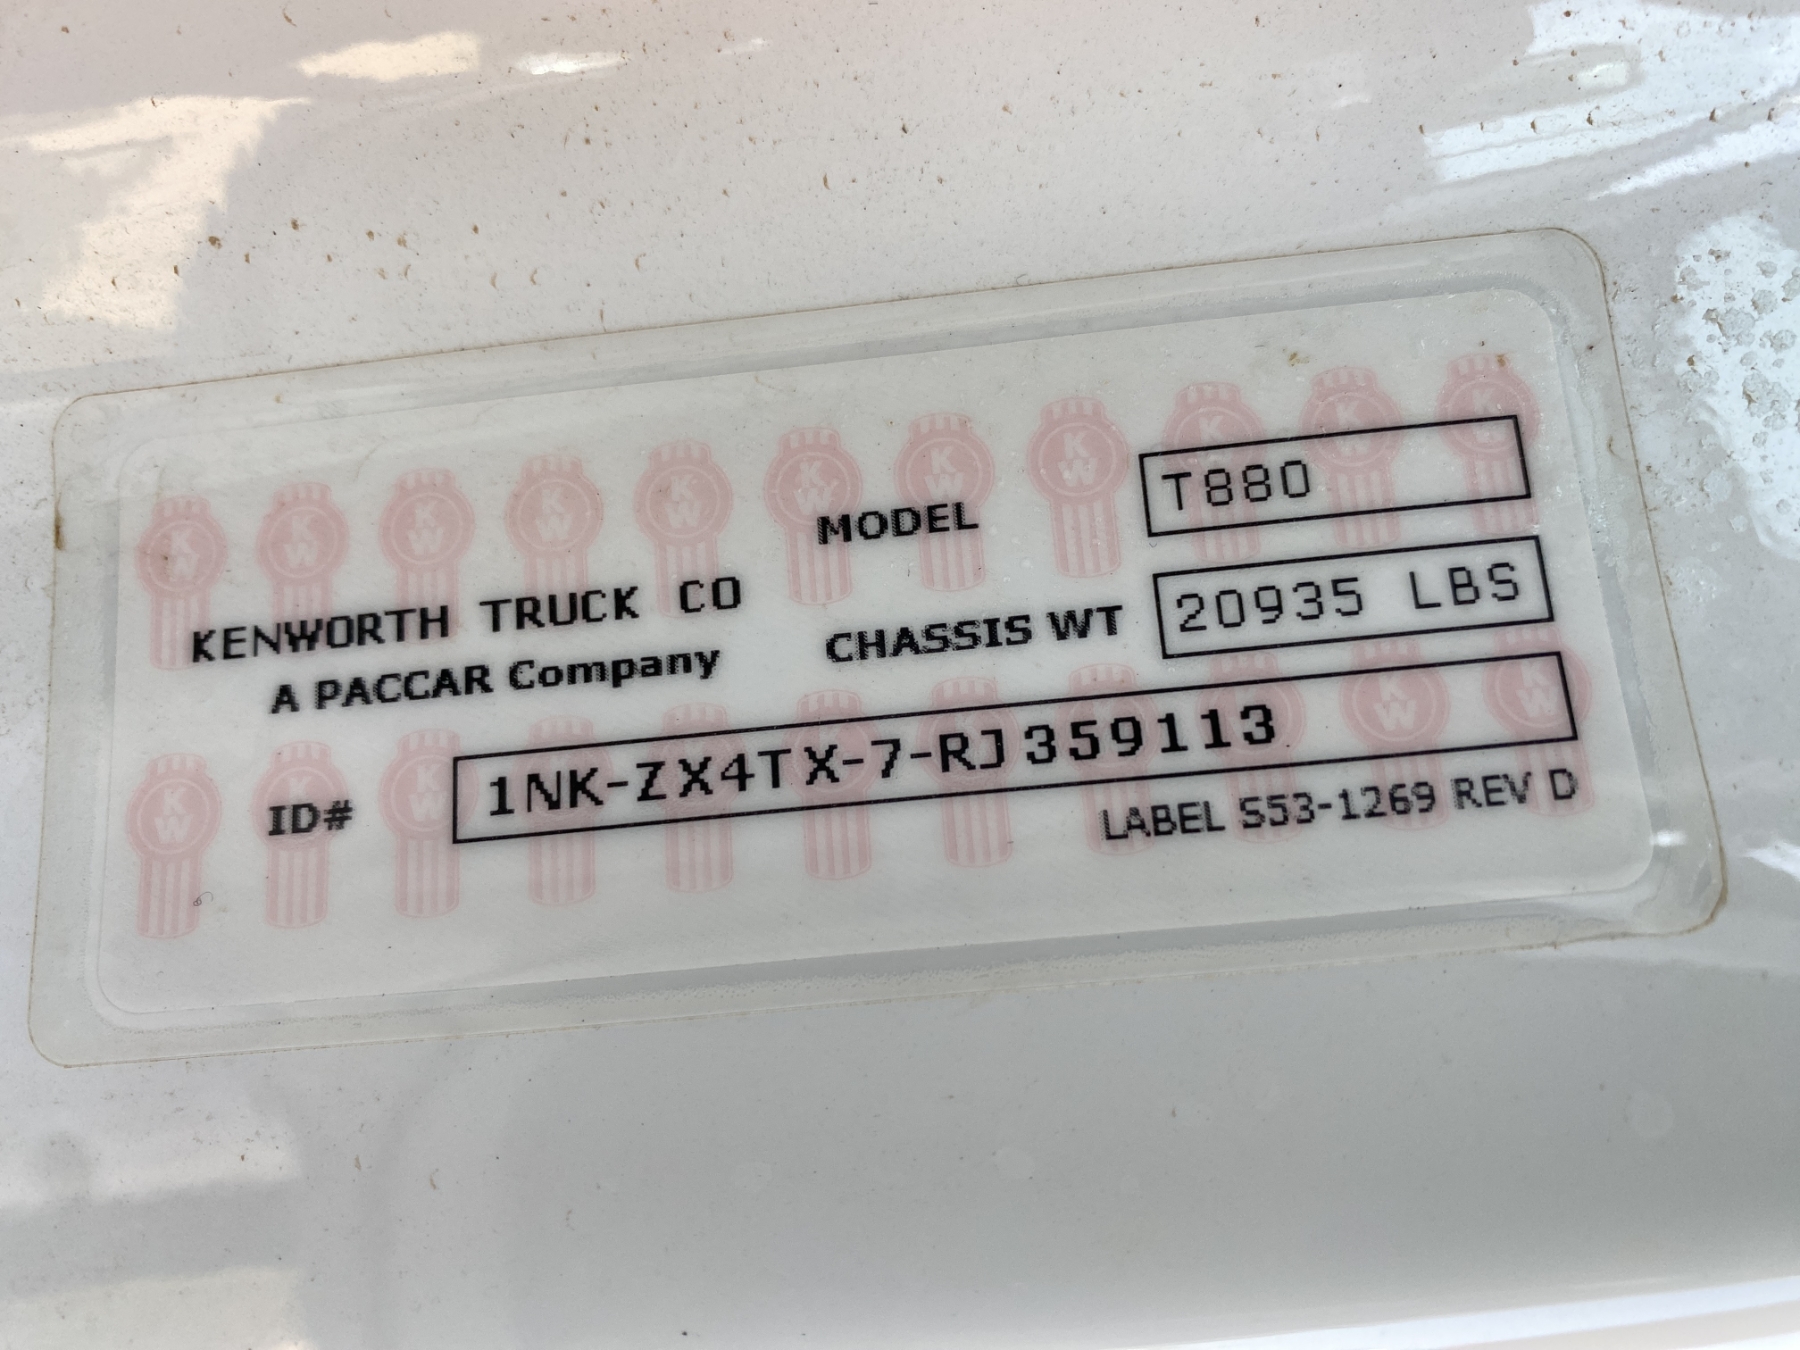 MODEL T880
KENWORTH TRUCK CO
A PACCAR Company
CHASSIS WT 20935 LBS
ID# 1NK-ZX4TX-7-RJ359113
LABEL S53-1269 REV D